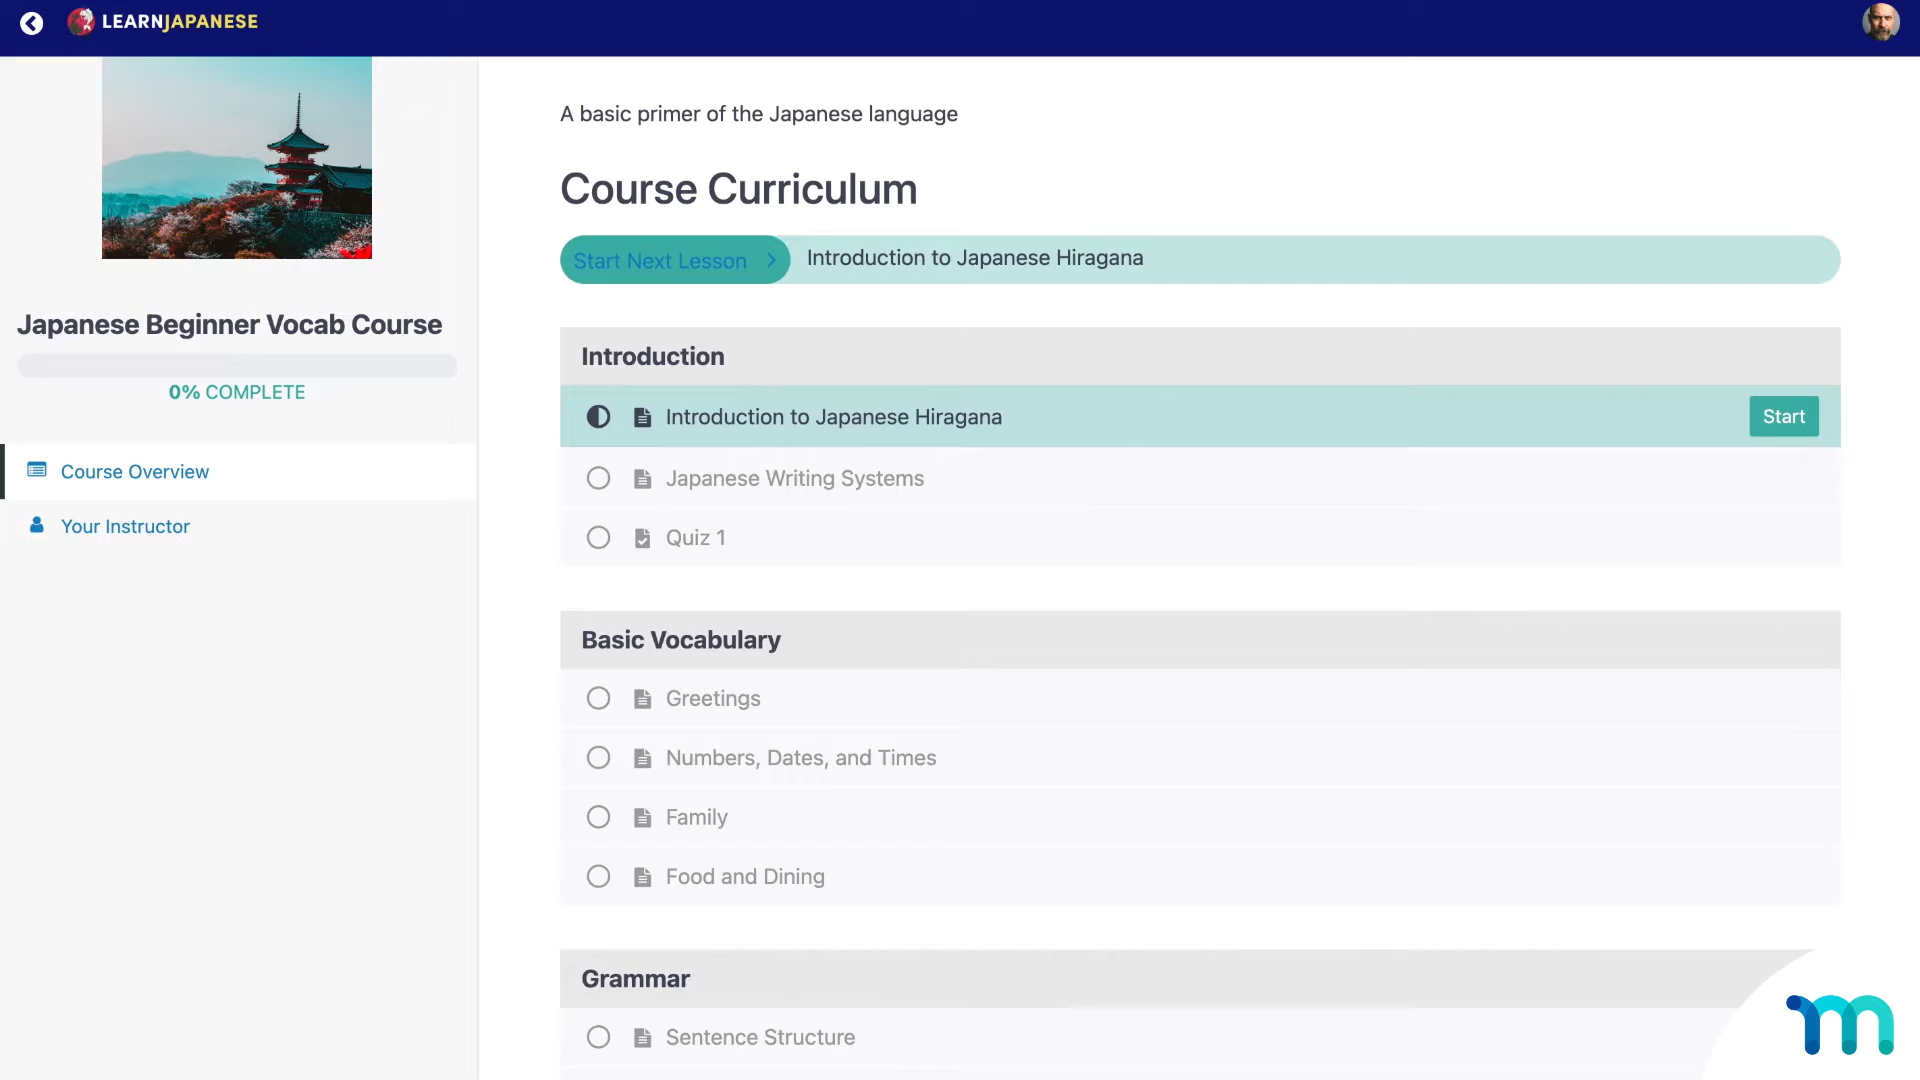 LEARNJAPANESE
Japanese Beginner Vocab Course
0% COMPLETE
Course Overview
Your Instructor
A basic primer of the Japanese language
Course Curriculum
Start Next Lesson
Introduction to Japanese Hiragana
Introduction
Introduction to Japanese Hiragana
Start
Japanese Writing Systems
Quiz 1
Basic Vocabulary
Greetings
Numbers, Dates, and Times
Family
Food and Dining
Grammar
Sentence Structure
m